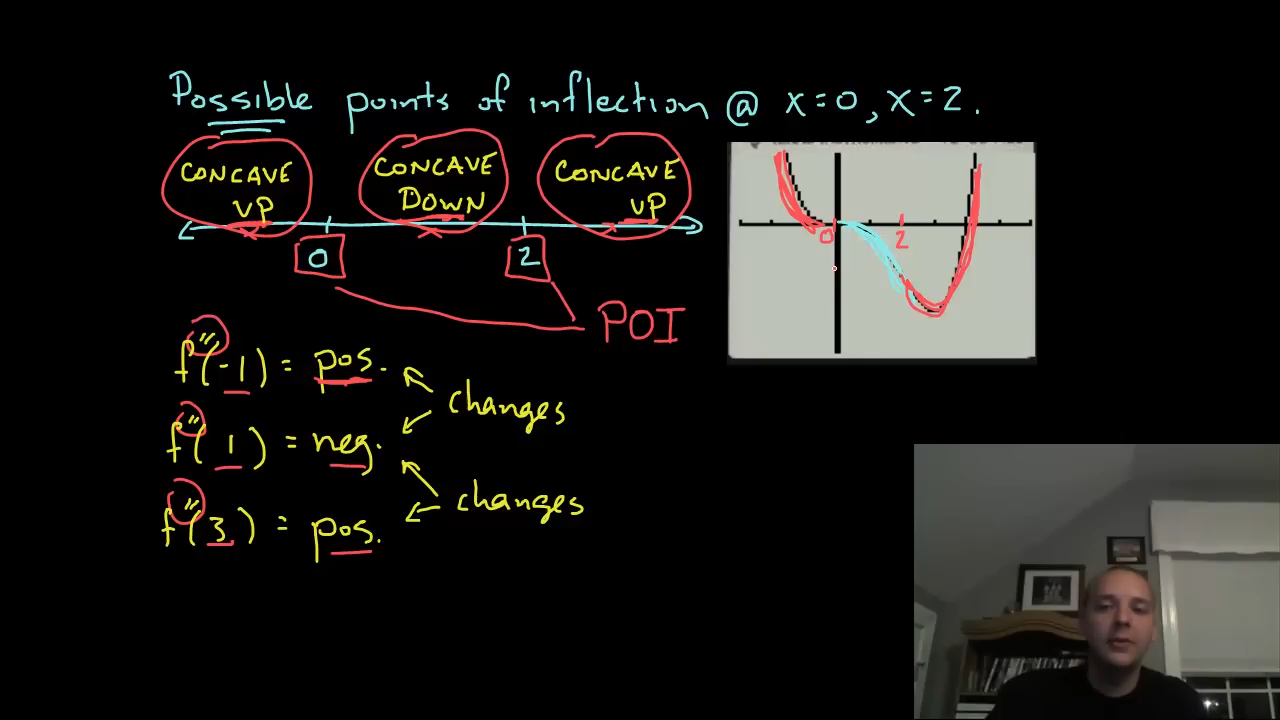 Possible points of inflection @ x=0, x=2.
CONCAVE UP
CONCAVE DOWN
CONCAVE UP
0
2
0
2
POI
f"(-1) = pos.
changes
f"(1) = neg.
changes
f"(3) = pos.